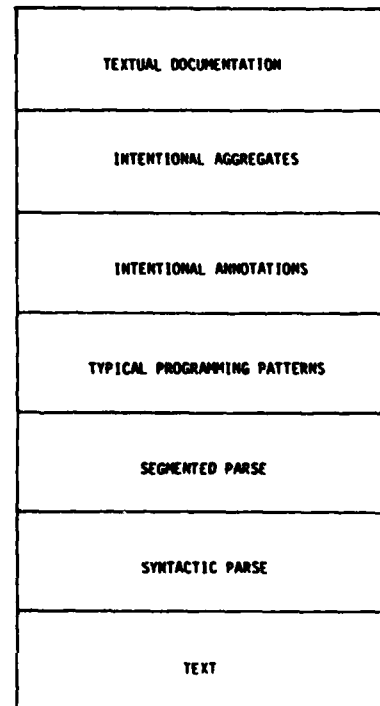 TEXTUAL DOCUMENTATION
INTENTIONAL AGGREGATES
INTENTIONAL ANNOTATIONS
TYPICAL PROGRAMMING PATTERNS
SEGMENTED PARSE
SYNTACTIC PARSE
TEXT